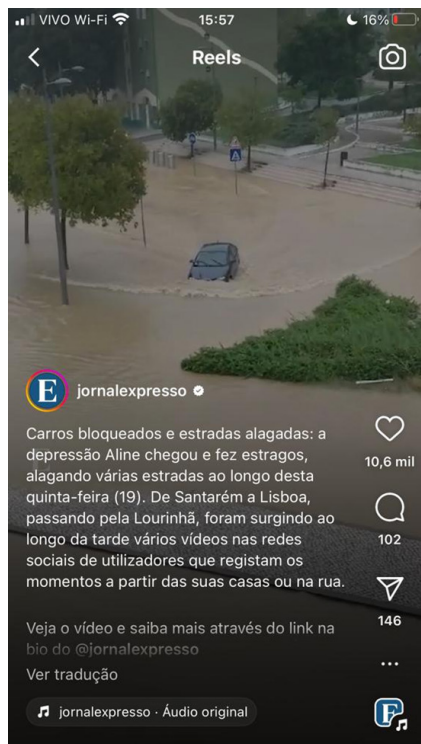 VIVO Wi-Fi 15:57 16%
Reels
E jornalexpresso
Carros bloqueados e estradas alagadas: a
depressão Aline chegou e fez estragos,
alagando várias estradas ao longo desta
quinta-feira (19). De Santarém a Lisboa,
passando pela Lourinhã, foram surgindo ao
longo da tarde vários vídeos nas redes
sociais de utilizadores que registam os
momentos a partir das suas casas ou na rua.
Veja o vídeo e saiba mais através do link na
bio do @jornalexpresso
Ver tradução
jornalexpresso · Áudio original
10,6 mil
102
146
E